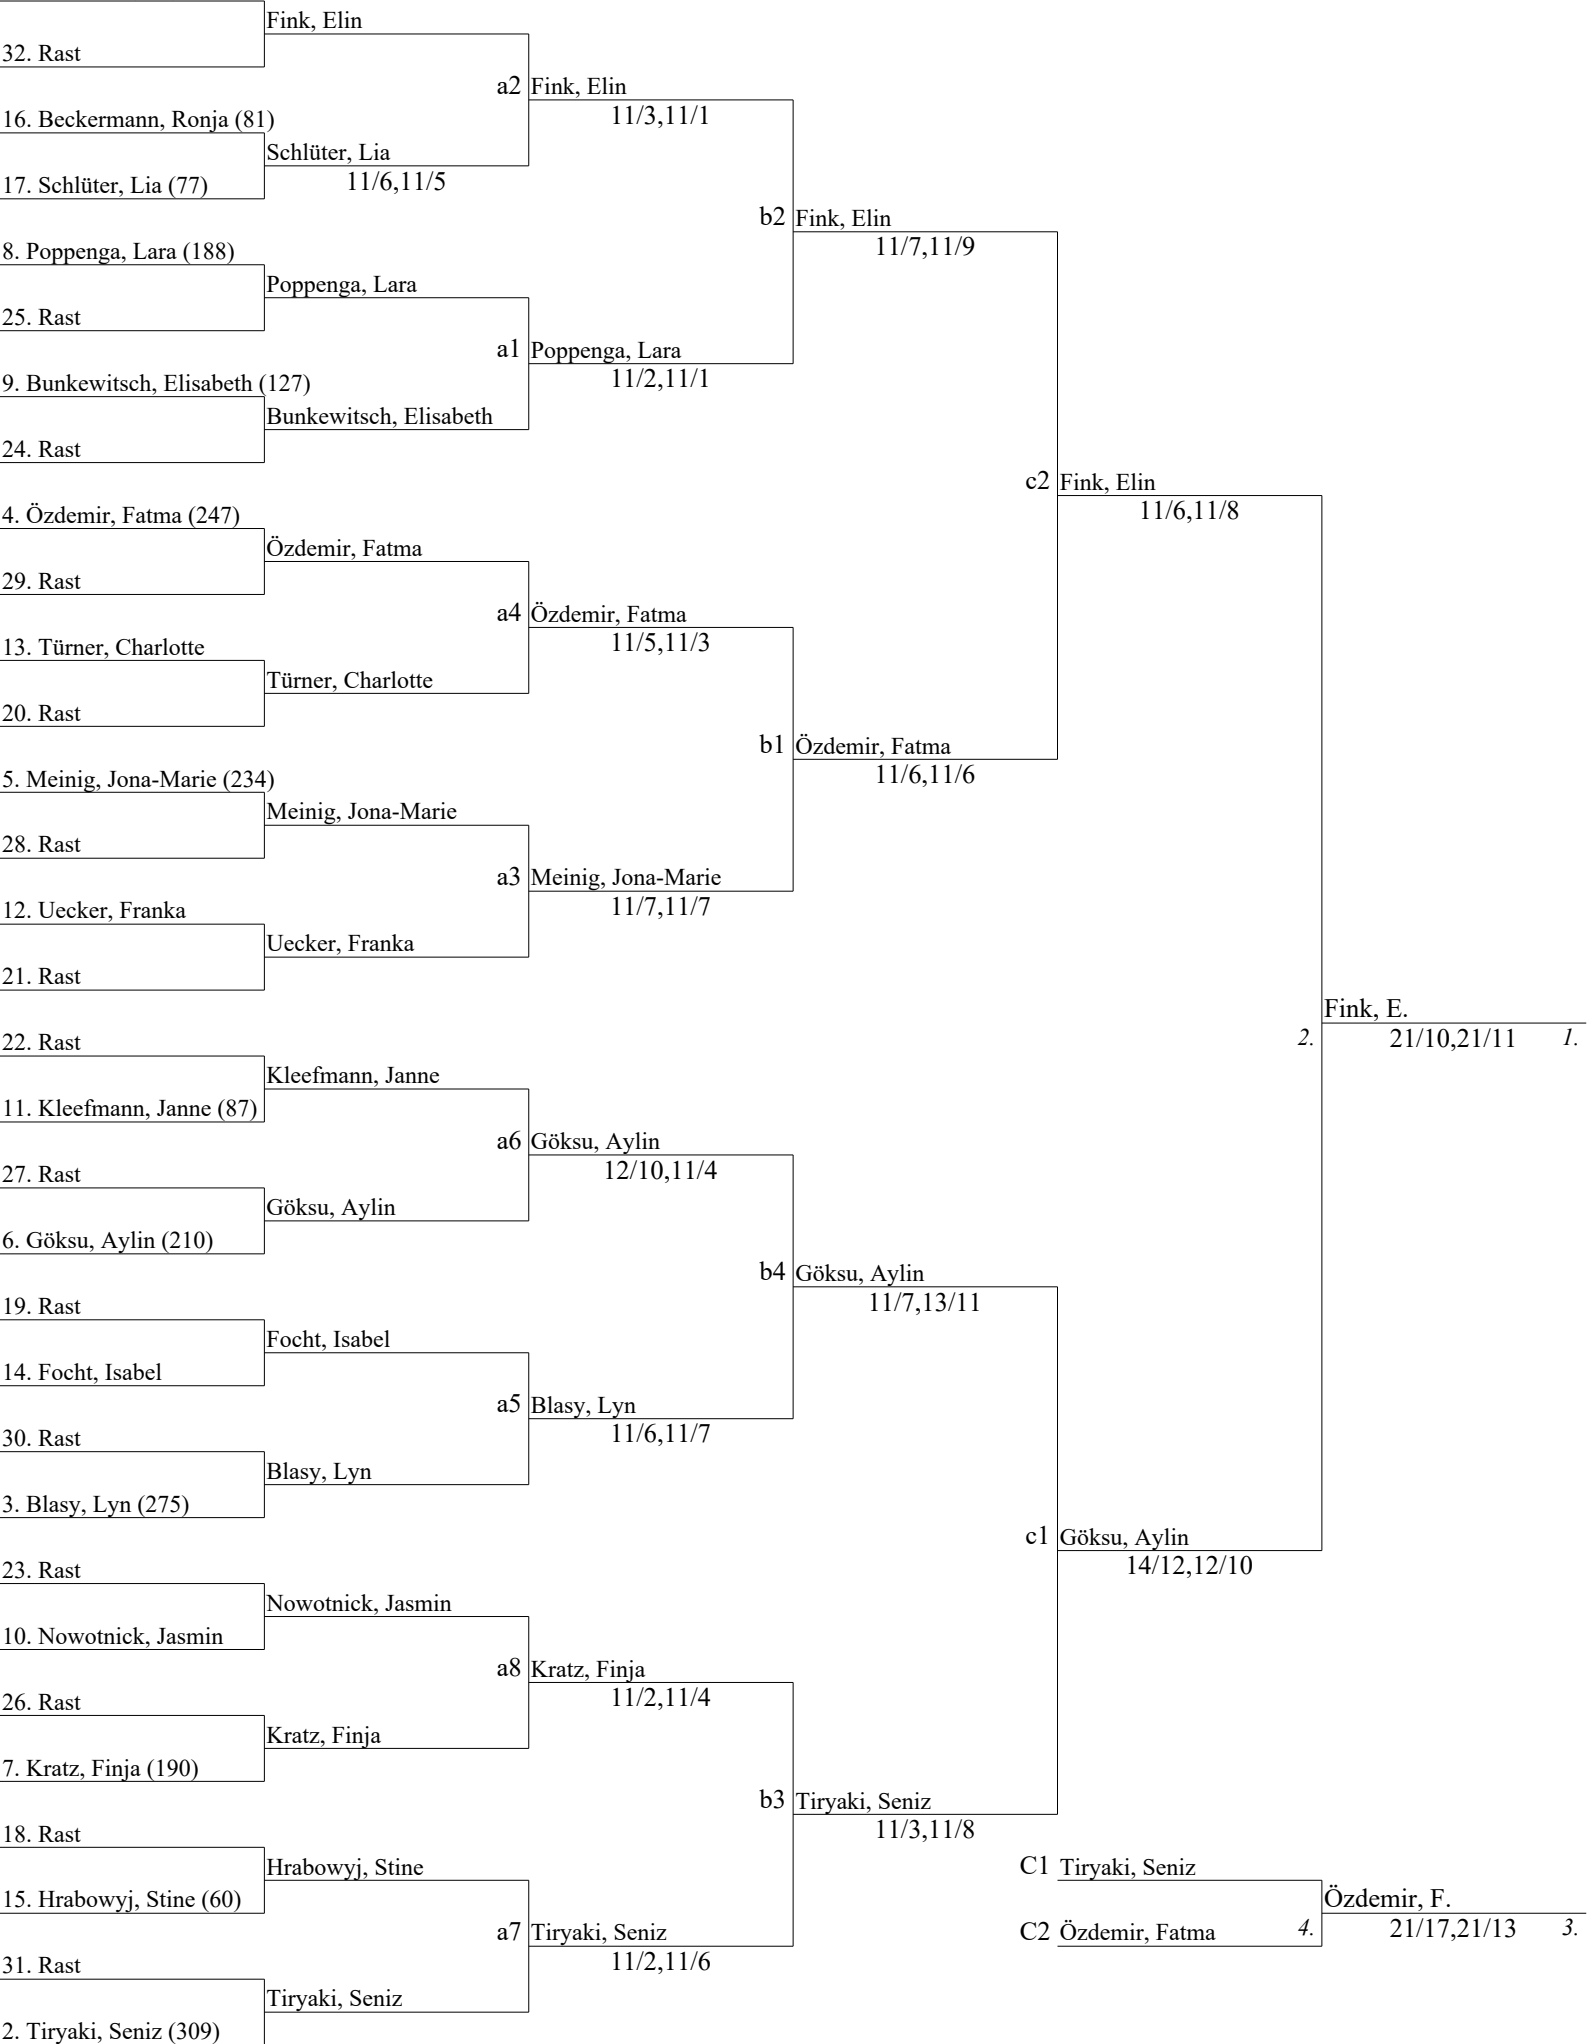 Fink, Elin
32. Rast
a2 Fink, Elin
11/3,11/1
16. Beckermann, Ronja (81)
Schlüter, Lia
17. Schlüter, Lia (77)
11/6,11/5
b2 Fink, Elin
11/7,11/9
8. Poppenga, Lara (188)
Poppenga, Lara
25. Rast
a1 Poppenga, Lara
11/2,11/1
9. Bunkewitsch, Elisabeth (127)
Bunkewitsch, Elisabeth
24. Rast
c2 Fink, Elin
11/6,11/8
4. Özdemir, Fatma (247)
Özdemir, Fatma
29. Rast
a4 Özdemir, Fatma
11/5,11/3
13. Türner, Charlotte
Türner, Charlotte
20. Rast
b1 Özdemir, Fatma
11/6,11/6
5. Meinig, Jona-Marie (234)
Meinig, Jona-Marie
28. Rast
a3 Meinig, Jona-Marie
11/7,11/7
12. Uecker, Franka
Uecker, Franka
21. Rast
Fink, E.
2. 21/10,21/11 1.
22. Rast
Kleefmann, Janne
11. Kleefmann, Janne (87)
a6 Göksu, Aylin
12/10,11/4
27. Rast
Göksu, Aylin
6. Göksu, Aylin (210)
b4 Göksu, Aylin
11/7,13/11
19. Rast
Focht, Isabel
14. Focht, Isabel
a5 Blasy, Lyn
11/6,11/7
30. Rast
Blasy, Lyn
3. Blasy, Lyn (275)
c1 Göksu, Aylin
14/12,12/10
23. Rast
Nowotnick, Jasmin
10. Nowotnick, Jasmin
a8 Kratz, Finja
11/2,11/4
26. Rast
Kratz, Finja
7. Kratz, Finja (190)
b3 Tiryaki, Seniz
11/3,11/8
18. Rast
Hrabowyj, Stine
15. Hrabowyj, Stine (60)
a7 Tiryaki, Seniz
11/2,11/6
31. Rast
Tiryaki, Seniz
2. Tiryaki, Seniz (309)
C1 Tiryaki, Seniz
Özdemir, F.
C2 Özdemir, Fatma 4. 21/17,21/13 3.